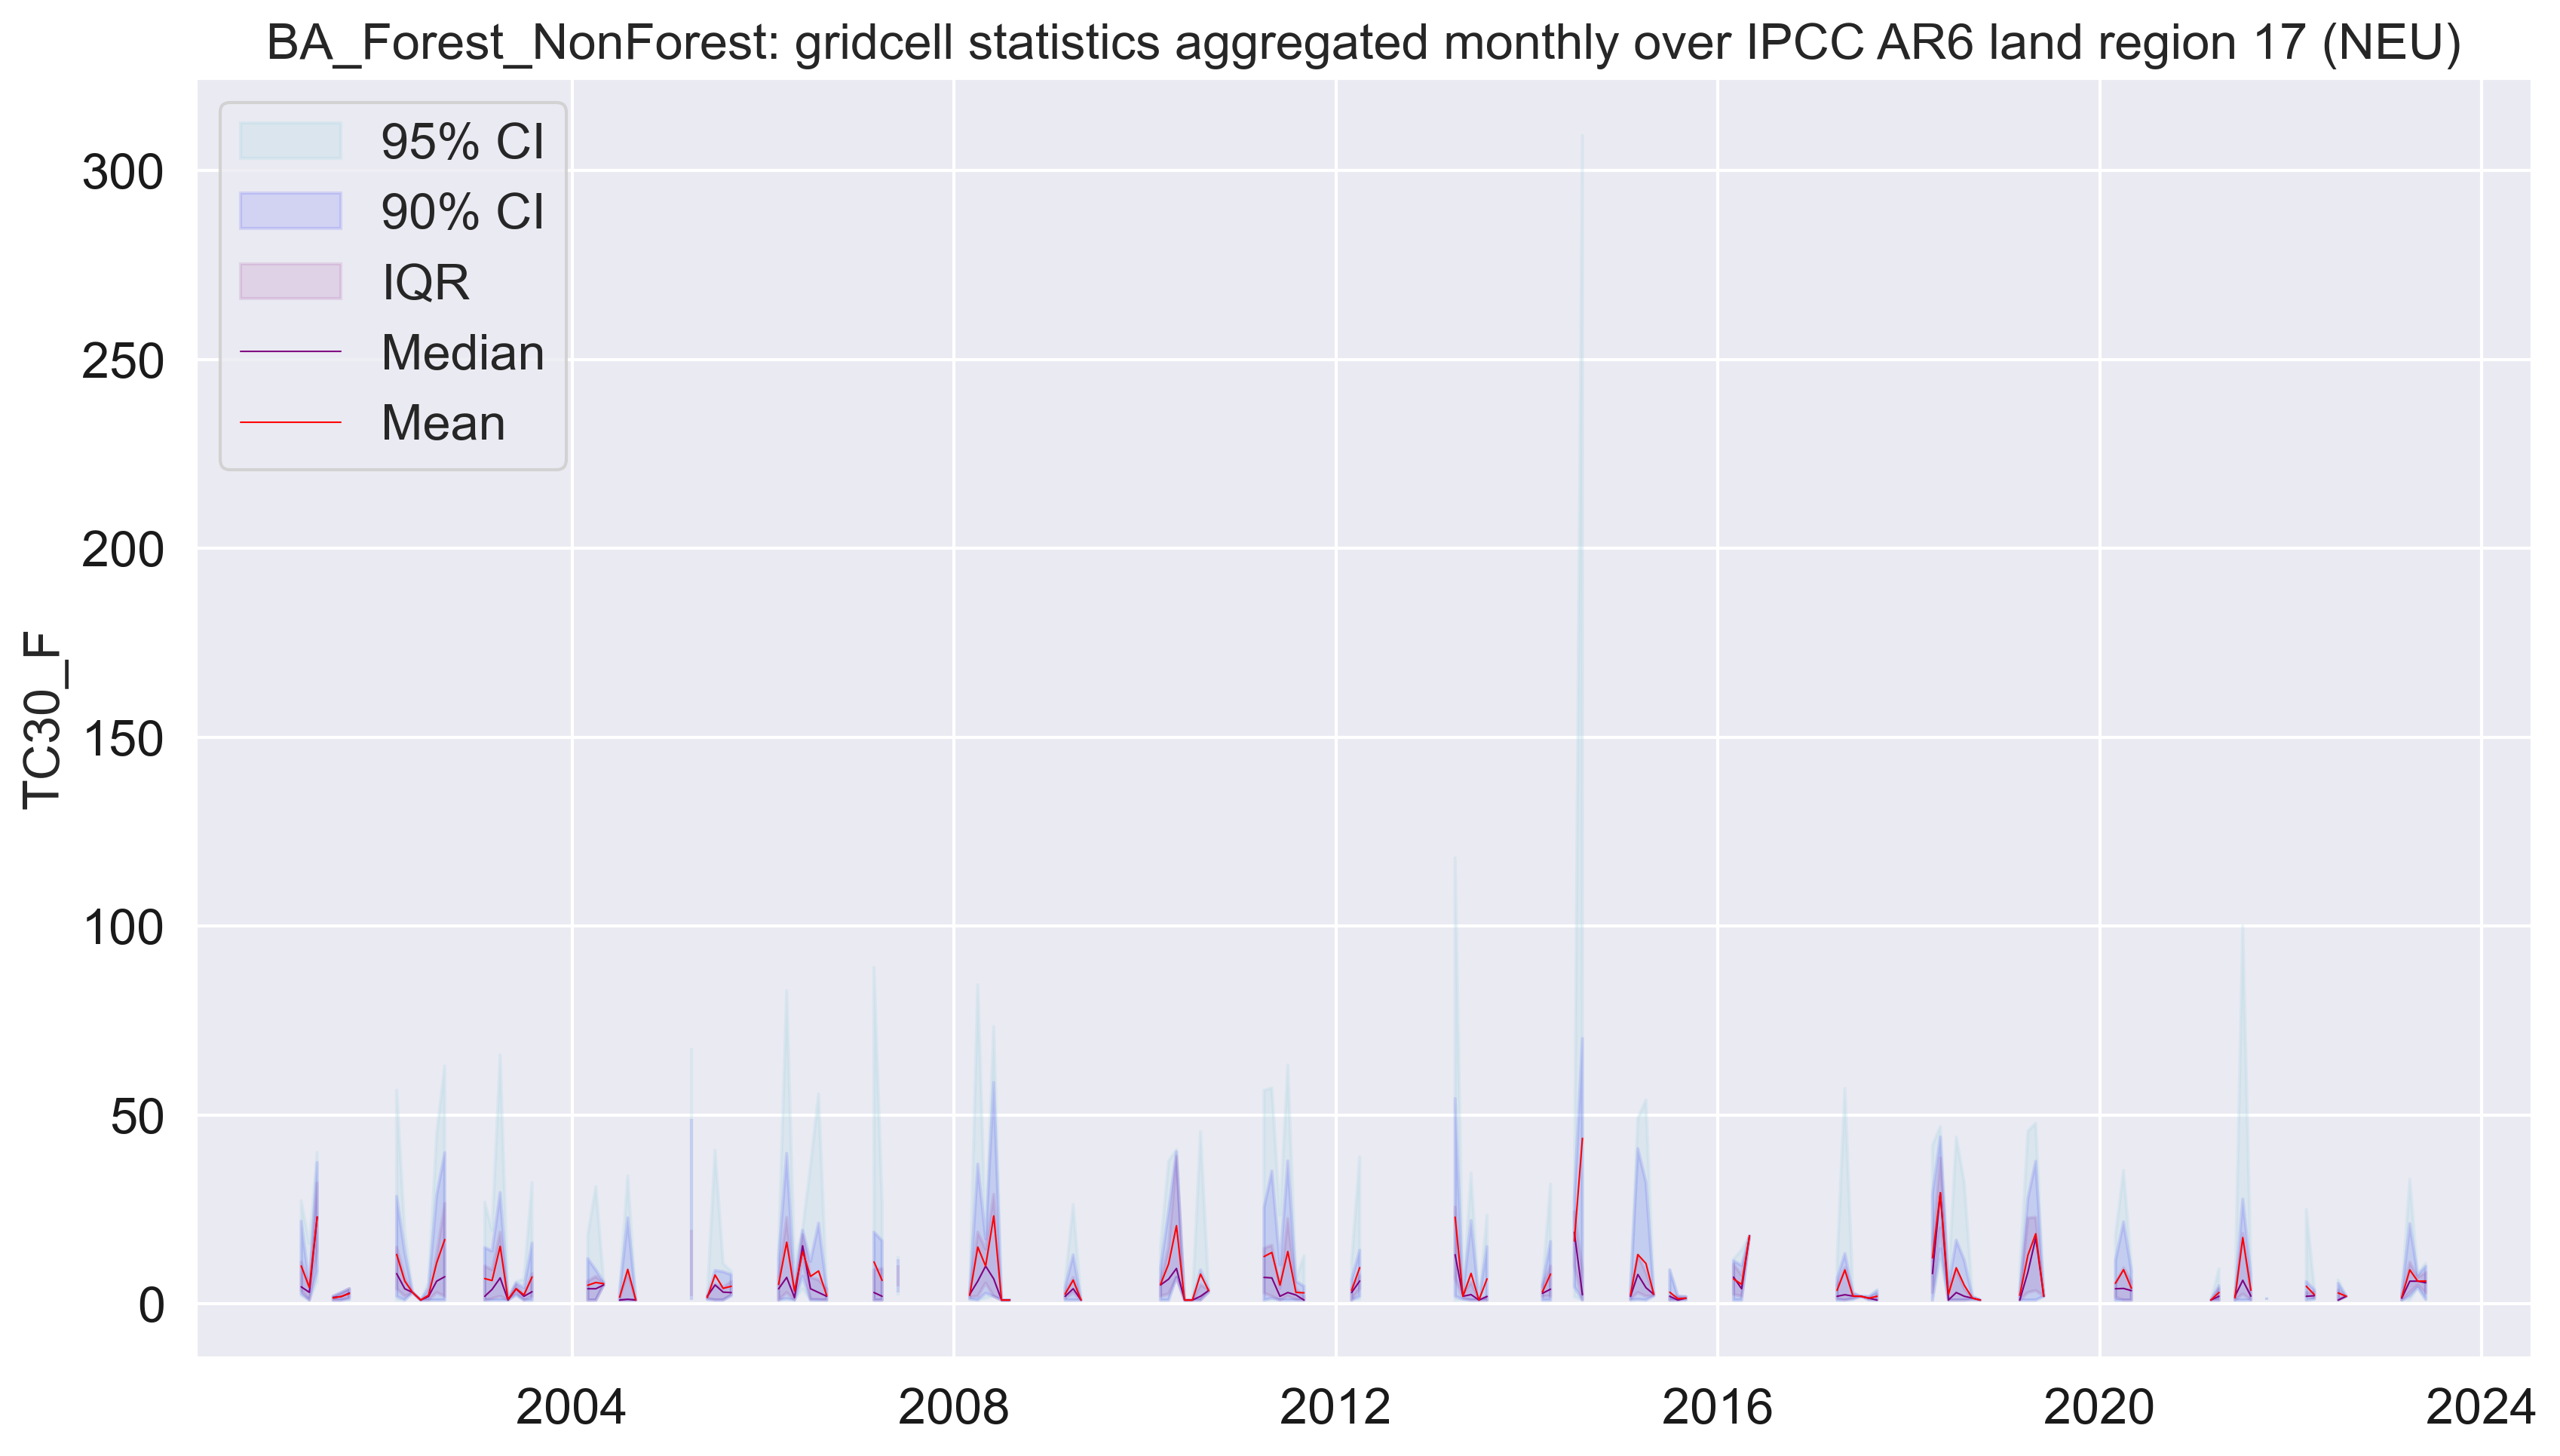 BA_Forest_NonForest: gridcell statistics aggregated monthly over IPCC AR6 land region 17 (NEU)
95% CI
90% CI
IQR
Median
Mean
300
250
200
150
100
50
0
TC30_F
2004
2008
2012
2016
2020
2024